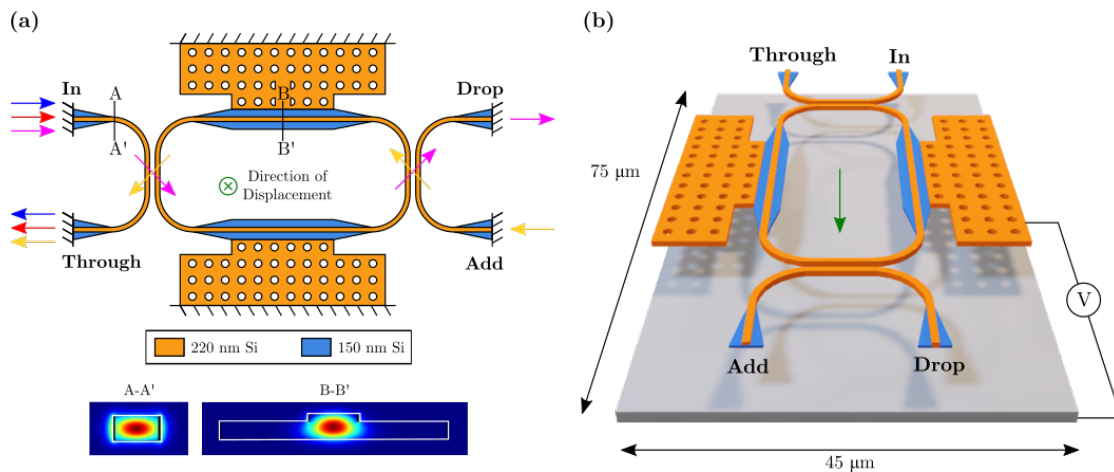 (a)
In
A
B
Drop
A'
B'
Direction of
Displacement
Through
Add
220 nm Si
150 nm Si
A-A'
B-B'
(b)
Through
In
75 μm
V
Add
Drop
45 μm